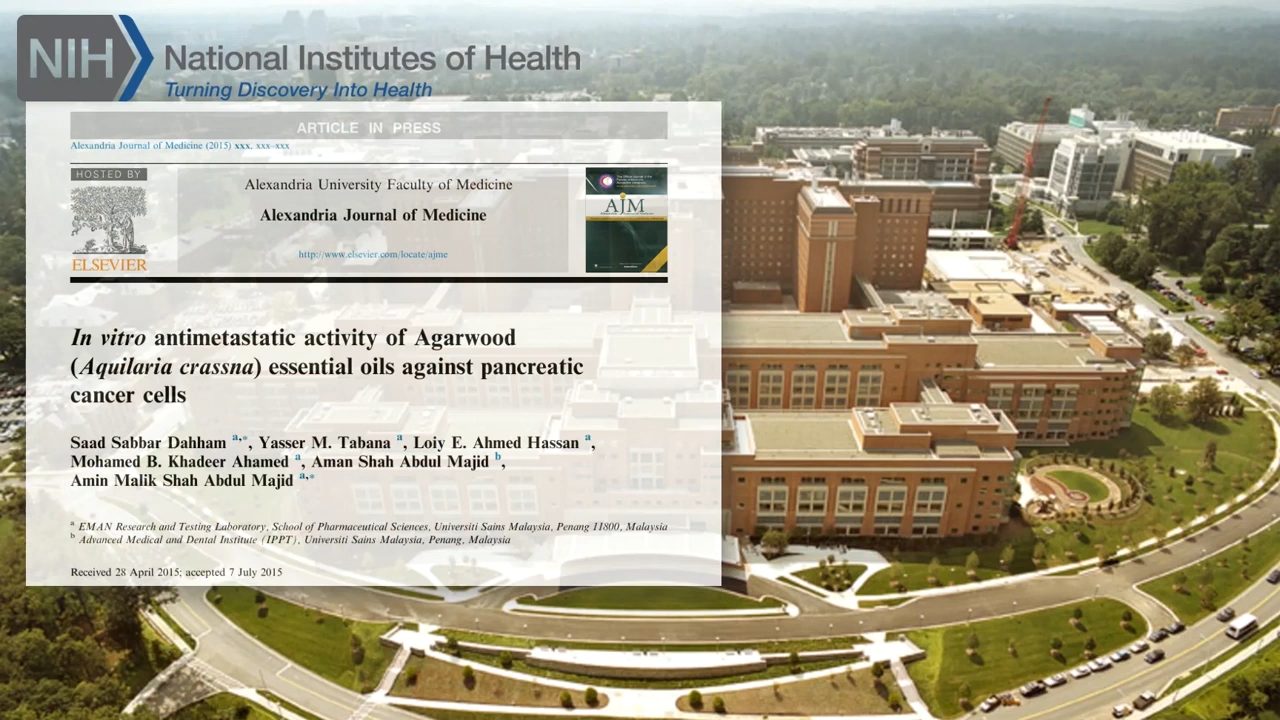 NIH National Institutes of Health
Turning Discovery Into Health
ARTICLE IN PRESS
Alexandria Journal of Medicine (2015) xxx, xxx–xxx
HOSTED BY
ELSEVIER
Alexandria University Faculty of Medicine
Alexandria Journal of Medicine
http://www.elsevier.com/locate/ajme
AJM
In vitro antimetastatic activity of Agarwood
(Aquilaria crassna) essential oils against pancreatic
cancer cells
Saad Sabbar Dahham a,*, Yasser M. Tabana a, Loiy E. Ahmed Hassan a,
Mohamed B. Khadeer Ahamed a, Aman Shah Abdul Majid b,
Amin Malik Shah Abdul Majid a,*
a EMAN Research and Testing Laboratory, School of Pharmaceutical Sciences, Universiti Sains Malaysia, Penang 11800, Malaysia
b Advanced Medical and Dental Institute (IPPT), Universiti Sains Malaysia, Penang, Malaysia
Received 28 April 2015; accepted 7 July 2015